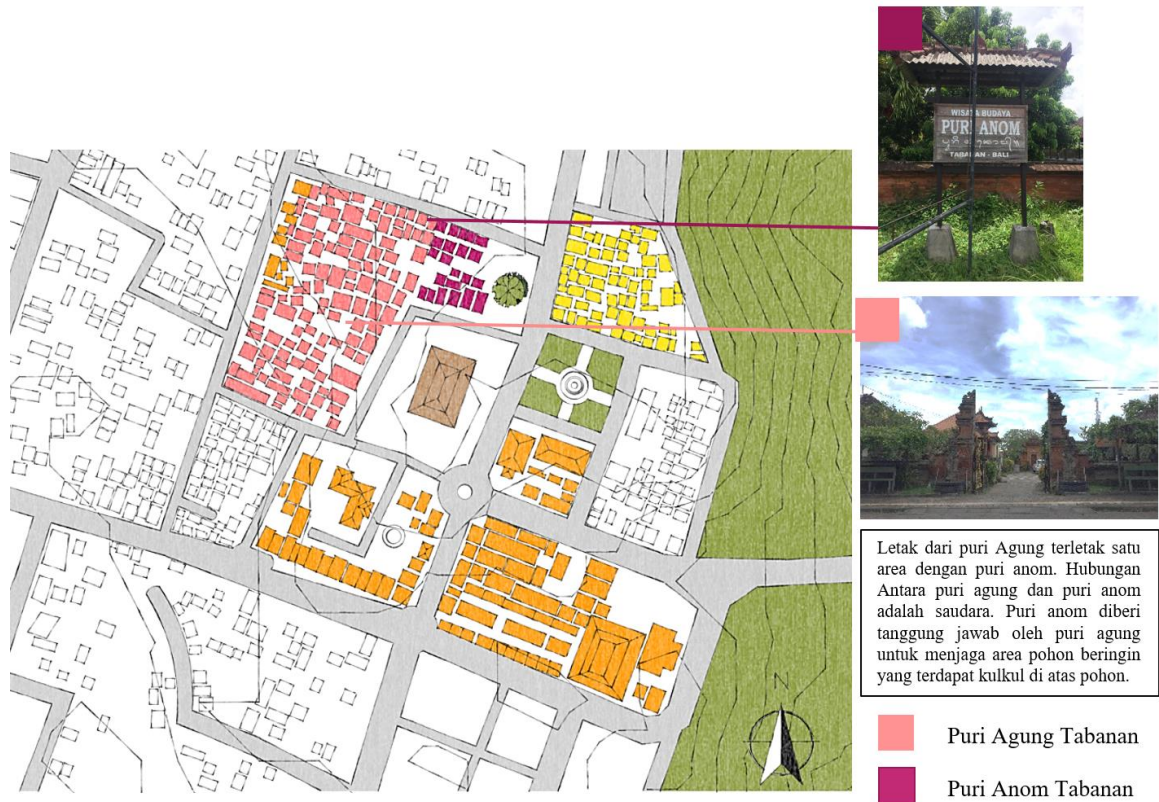 WISATA BUDAYA
PURI ANOM
TABANAN - BALI
Letak dari puri Agung terletak satu
area dengan puri anom. Hubungan
Antara puri agung dan puri anom
adalah saudara. Puri anom diberi
tanggung jawab oleh puri agung
untuk menjaga area pohon beringin
yang terdapat kulkul di atas pohon.
N
Puri Agung Tabanan
Puri Anom Tabanan